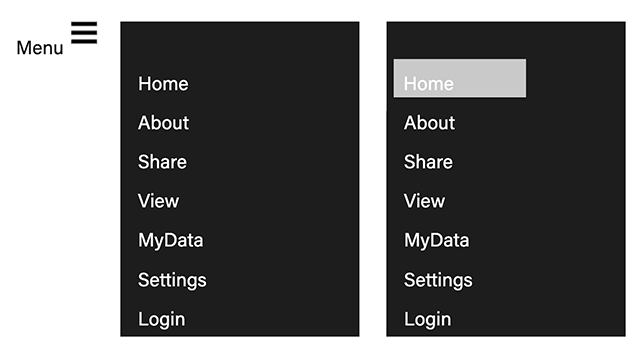 Menu
Home
About
Share
View
MyData
Settings
Login
Home
About
Share
View
MyData
Settings
Login